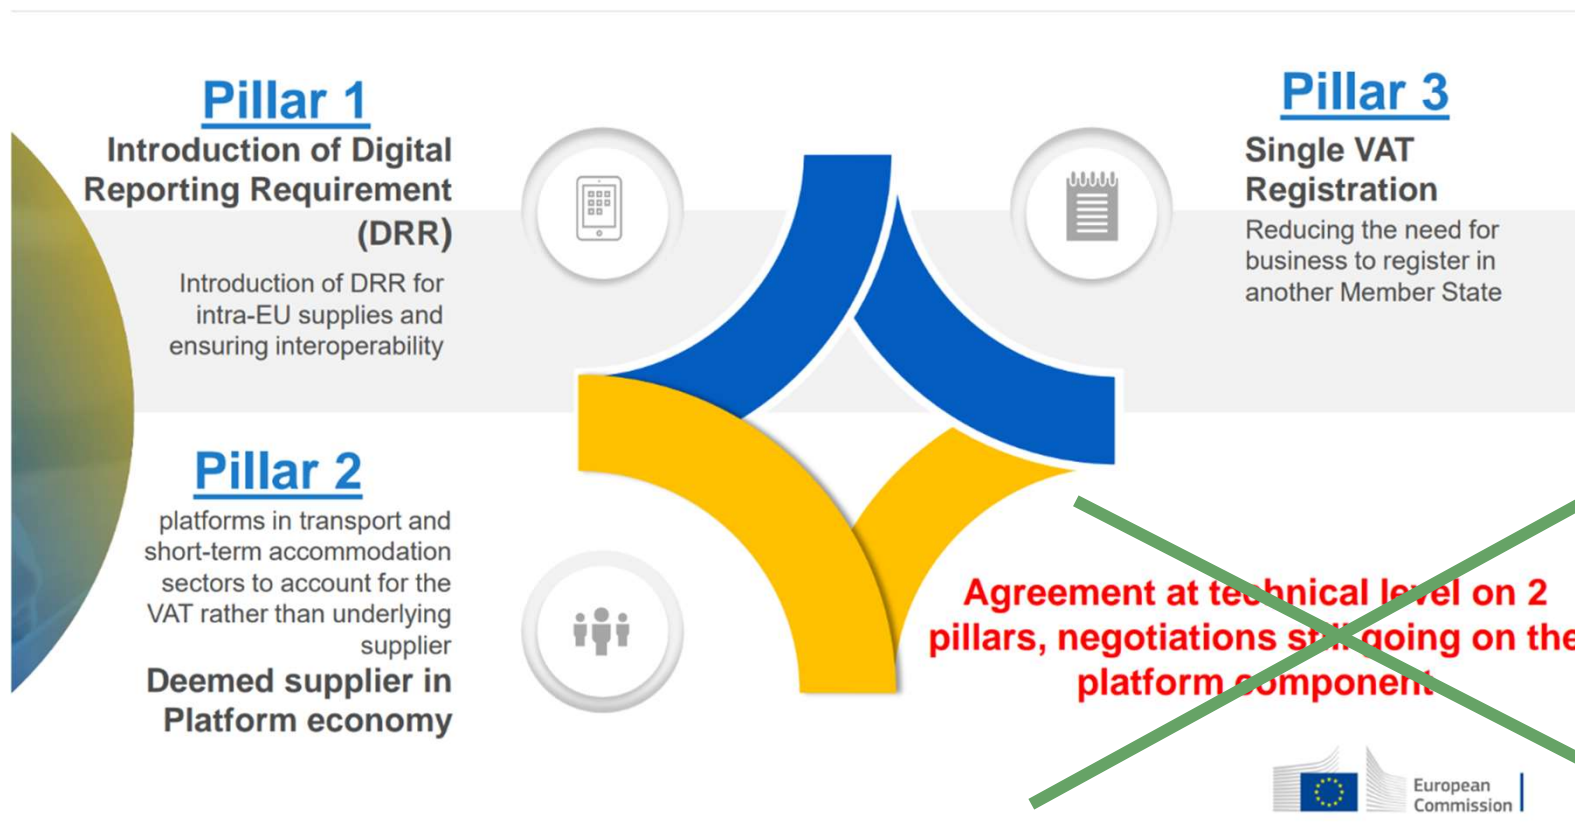 Pillar 1
Introduction of Digital
Reporting Requirement
(DRR)
Introduction of DRR for
intra-EU supplies and
ensuring interoperability
Pillar 2
platforms in transport and
short-term accommodation
sectors to account for the
VAT rather than underlying
supplier
Deemed supplier in
Platform economy
Pillar 3
Single VAT
Registration
Reducing the need for
business to register in
another Member State
Agreement at technical level on 2
pillars, negotiations still going on the
platform component
European
Commission